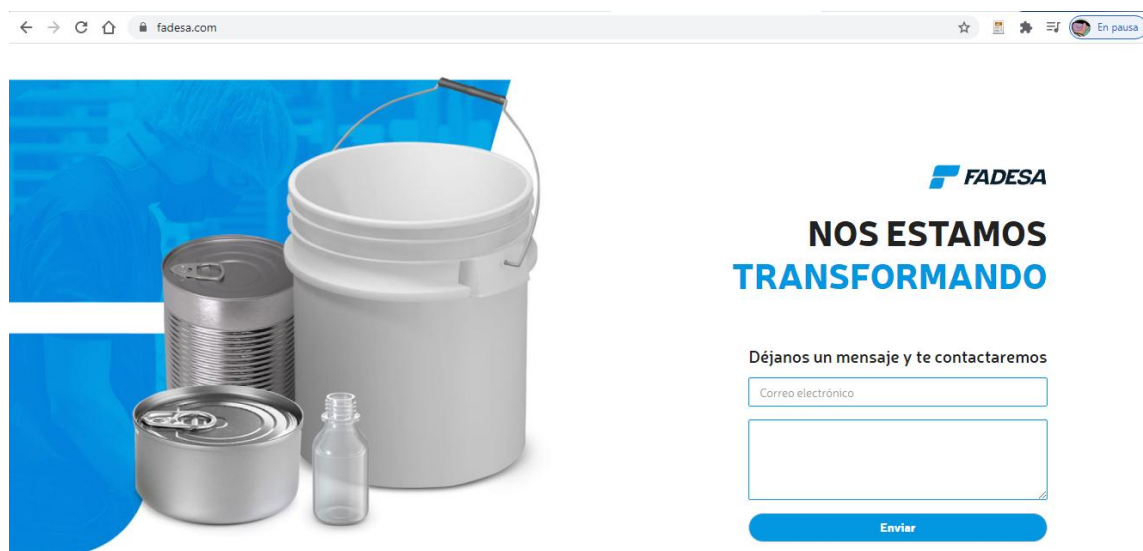 fadesa.com
En pausa
FADESA
NOS ESTAMOS
TRANSFORMANDO
Déjanos un mensaje y te contactaremos
Correo electrónico
Enviar